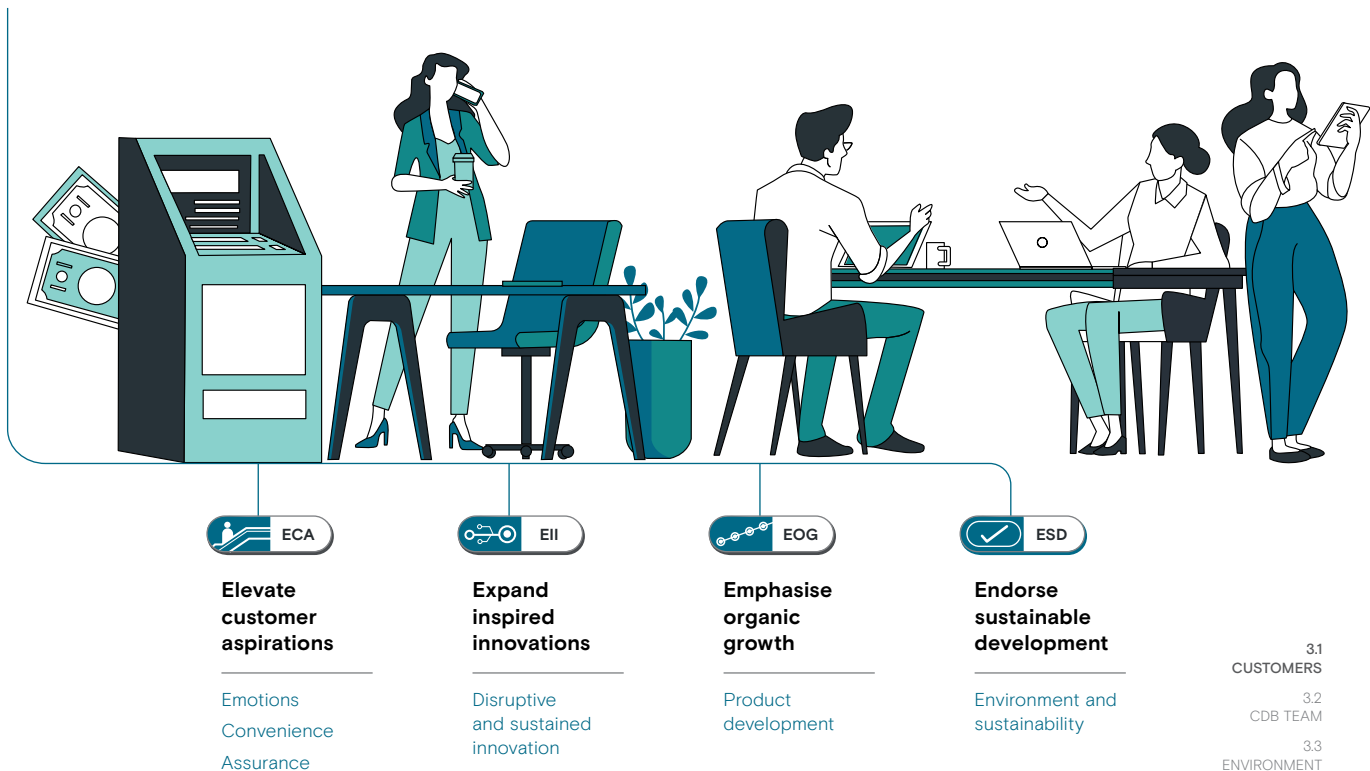 ECA
Elevate
customer
aspirations
Emotions
Convenience
Assurance
EII
Expand
inspired
innovations
Disruptive
and sustained
innovation
EOG
Emphasise
organic
growth
Product
development
ESD
Endorse
sustainable
development
Environment and
sustainability
3.1
CUSTOMERS
3.2
CDB TEAM
3.3
ENVIRONMENT